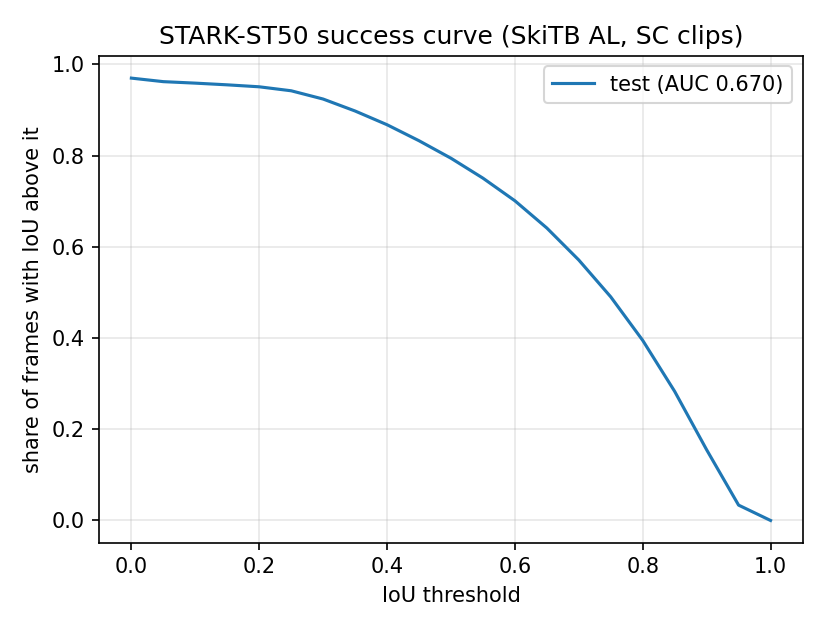 STARK-ST50 success curve (SkiTB AL, SC clips)
test (AUC 0.670)
share of frames with IoU above it
1.0
0.8
0.6
0.4
0.2
0.0
0.0 0.2 0.4 0.6 0.8 1.0
IoU threshold